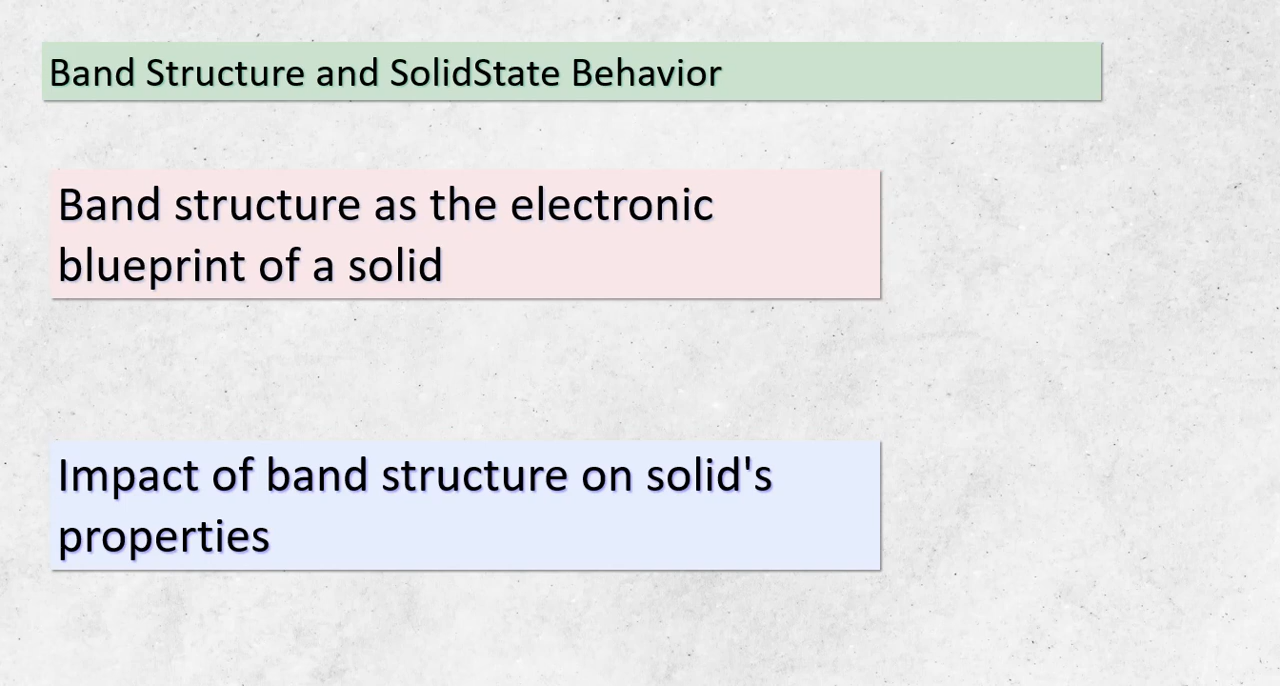 Band Structure and SolidState Behavior
Band structure as the electronic
blueprint of a solid
Impact of band structure on solid's
properties